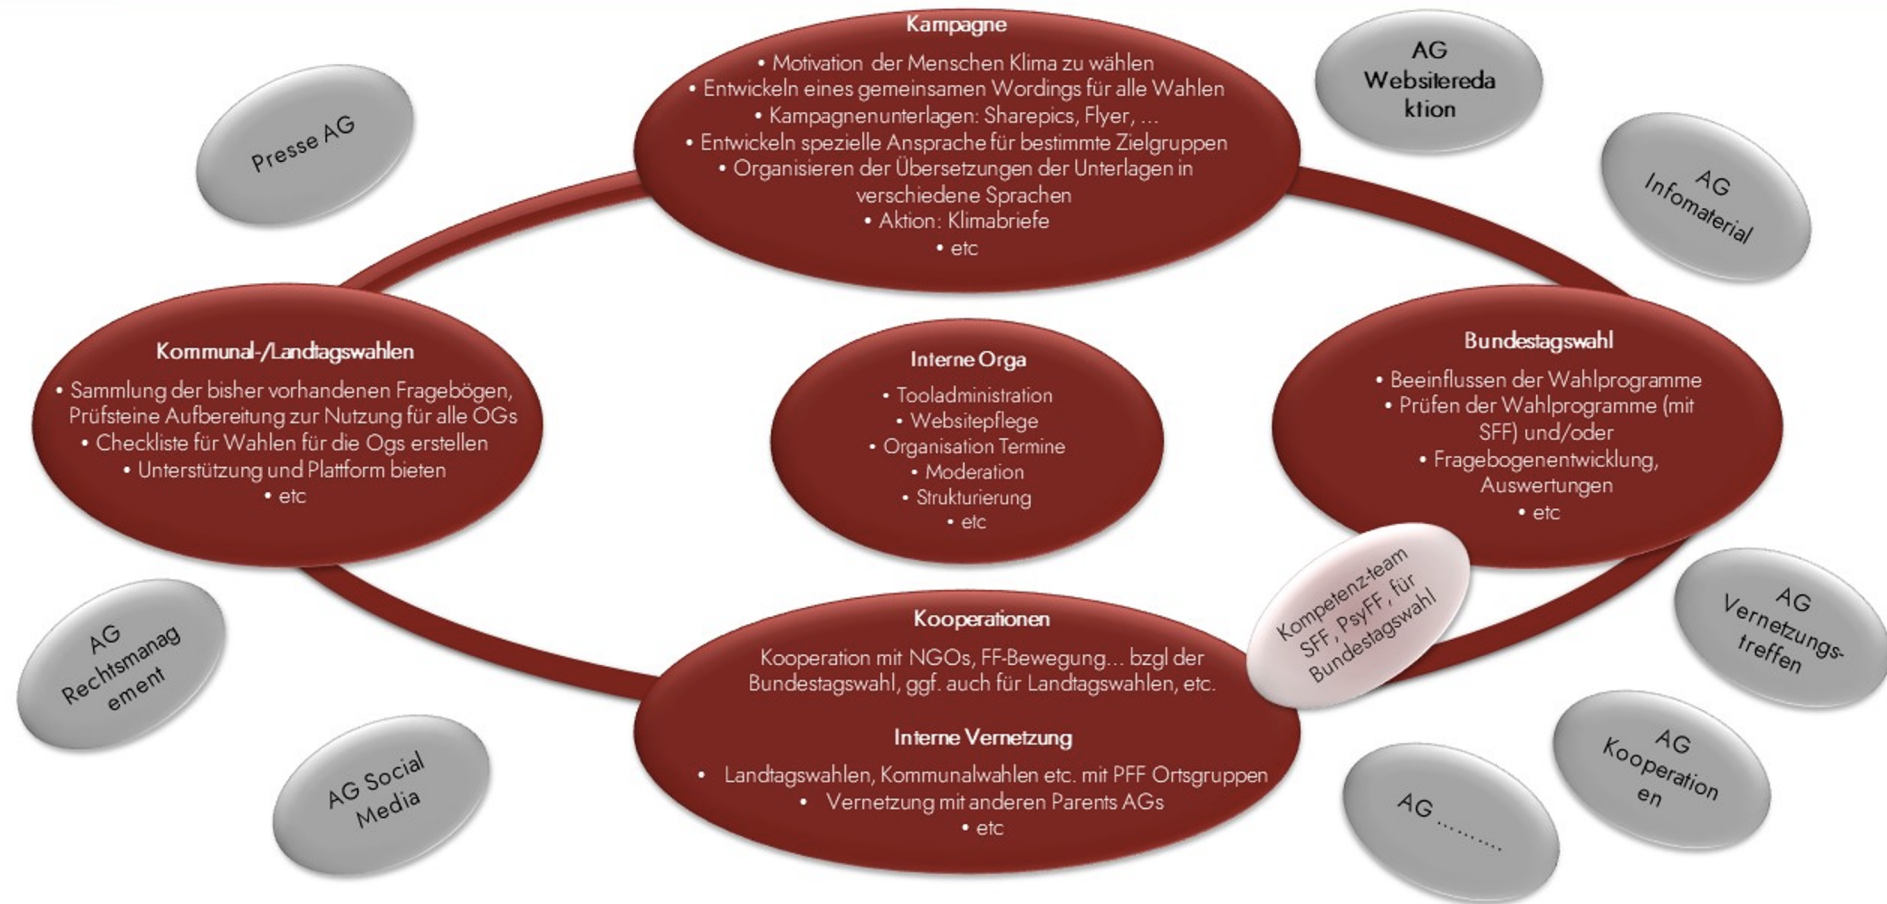 Kampagne
• Motivation der Menschen Klima zu wählen
• Entwickeln eines gemeinsamen Wordings für alle Wahlen
• Kampagnenunterlagen: Sharepics, Flyer, ...
• Entwickeln spezielle Ansprache für bestimmte Zielgruppen
• Organisieren der Übersetzungen der Unterlagen in
verschiedene Sprachen
• Aktion: Klimabriefe
• etc
Presse AG
AG
Websitereda
ktion
AG
Infomaterial
Kommunal-/Landtagswahlen
• Sammlung der bisher vorhandenen Fragebögen,
Prüfsteine Aufbereitung zur Nutzung für alle OGs
• Checkliste für Wahlen für die Ogs erstellen
• Unterstützung und Plattform bieten
• etc
Interne Orga
• Tooladministration
• Websitepflege
• Organisation Termine
• Moderation
• Strukturierung
• etc
Bundestagswahl
• Beeinflussen der Wahlprogramme
• Prüfen der Wahlprogramme (mit
SFF) und/oder
• Fragebogenentwicklung,
Auswertungen
• etc
Kompetenz-team
SFF, PsyFF, für
Bundestagswahl
Kooperationen
Kooperation mit NGOs, FF-Bewegung... bzgl der
Bundestagswahl, ggf. auch für Landtagswahlen, etc.
Interne Vernetzung
• Landtagswahlen, Kommunalwahlen etc. mit PFF Ortsgruppen
• Vernetzung mit anderen Parents AGs
• etc
AG
Rechtsmanag
ement
AG Social
Media
AG
Vernetzungs-
treffen
AG
Kooperation
en
AG ..........